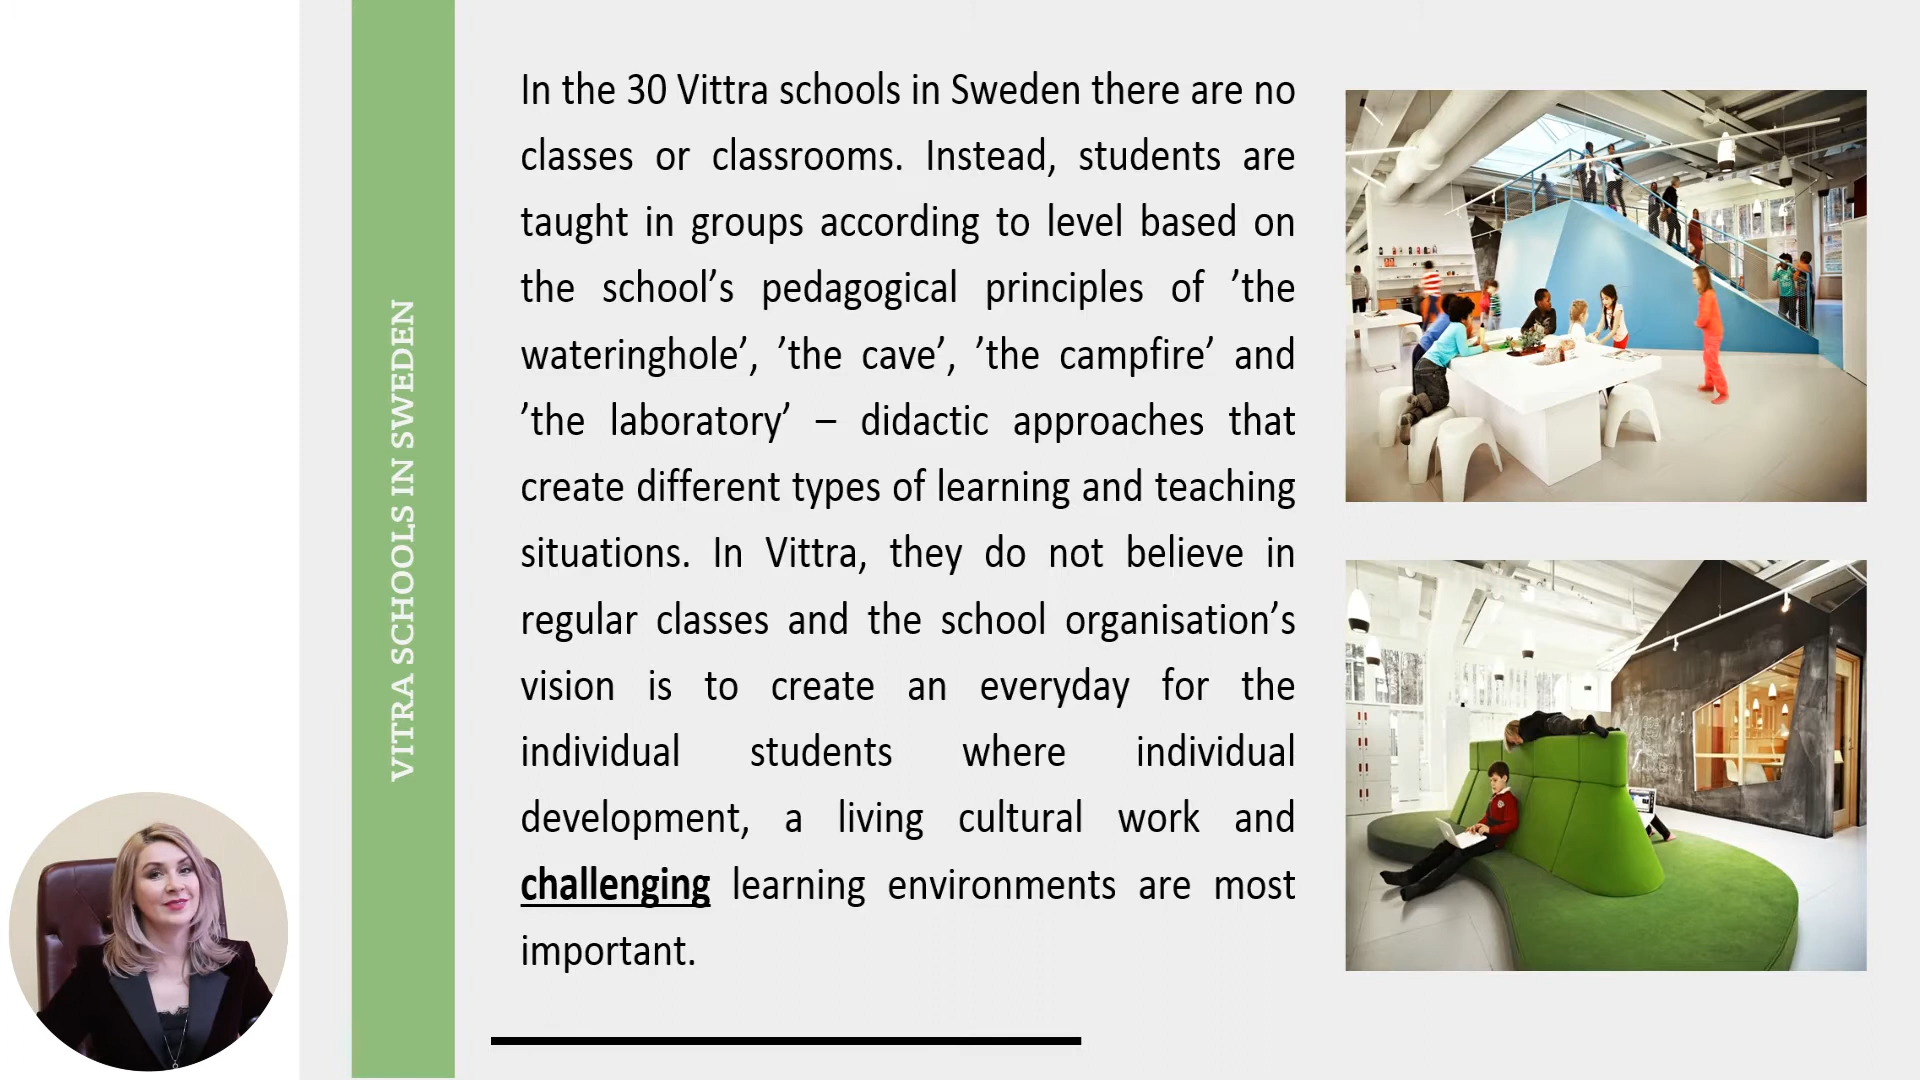 VITTRA SCHOOLS IN SWEDEN
In the 30 Vittra schools in Sweden there are no
classes or classrooms. Instead, students are
taught in groups according to level based on
the school’s pedagogical principles of ’the
wateringhole’, ’the cave’, ’the campfire’ and
’the laboratory’ – didactic approaches that
create different types of learning and teaching
situations. In Vittra, they do not believe in
regular classes and the school organisation’s
vision is to create an everyday for the
individual students where individual
development, a living cultural work and
challenging learning environments are most
important.